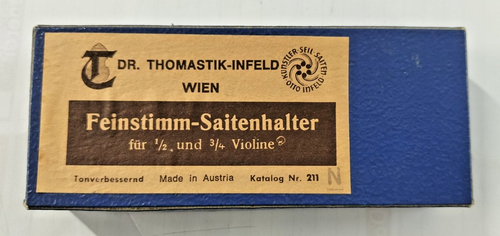 DR. THOMASTIK-INFELD
WIEN
KÜNSTLER-SEIL-SAITEN
OTTO INFELD
Feinstimm-Saitenhalter
für 1/2 und 3/4 Violine
Tonverbessernd Made in Austria Katalog Nr. 211 N